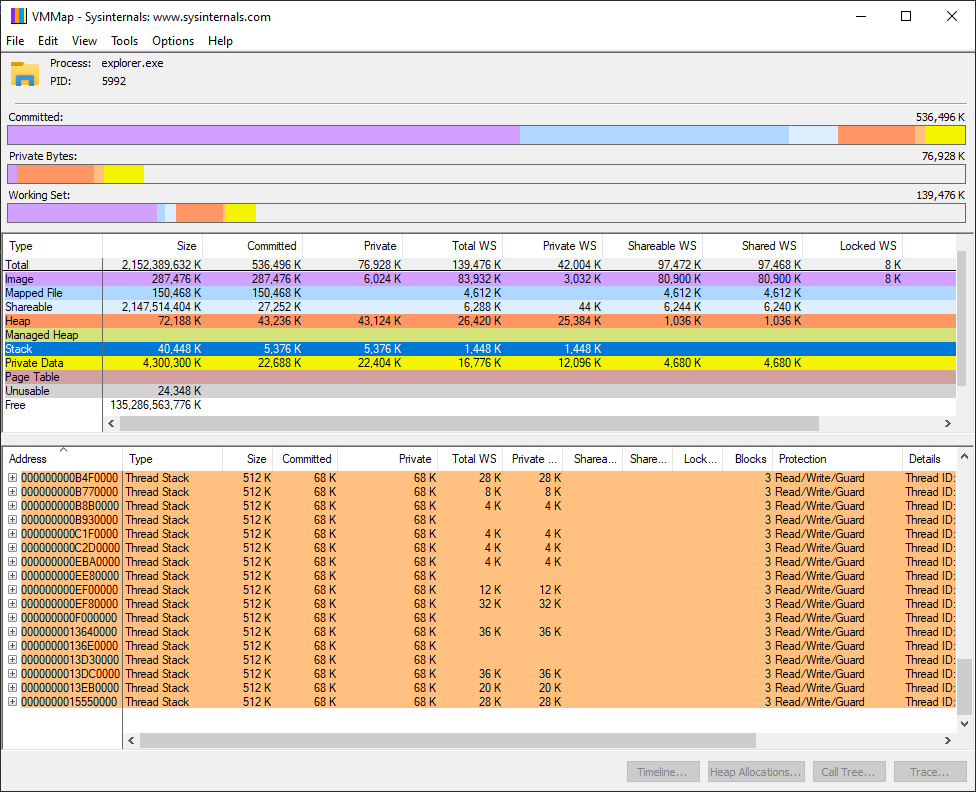 VMMap - Sysinternals: www.sysinternals.com
File Edit View Tools Options Help
Process: explorer.exe
PID: 5992
Committed: 536,496 K
Private Bytes: 76,928 K
Working Set: 139,476 K
Type Size Committed Private Total WS Private WS Shareable WS Shared WS Locked WS
Total 2,152,389,632 K 536,496 K 76,928 K 139,476 K 42,004 K 97,472 K 97,468 K 8 K
Image 287,476 K 287,476 K 6,024 K 83,932 K 3,032 K 80,900 K 80,900 K 8 K
Mapped File 150,468 K 150,468 K 4,612 K 4,612 K 4,612 K
Shareable 2,147,514,404 K 27,252 K 6,288 K 44 K 6,244 K 6,240 K
Heap 72,188 K 43,236 K 43,124 K 26,420 K 25,384 K 1,036 K 1,036 K
Managed Heap
Stack 40,448 K 5,376 K 5,376 K 1,448 K 1,448 K
Private Data 4,300,300 K 22,688 K 22,404 K 16,776 K 12,096 K 4,680 K 4,680 K
Page Table
Unusable 24,348 K
Free 135,286,563,776 K
Address Type Size Committed Private Total WS Private ... Sharea... Share... Lock... Blocks Protection Details
000000000B4F0000 Thread Stack 512 K 68 K 68 K 28 K 28 K 3 Read/Write/Guard Thread ID:
000000000B770000 Thread Stack 512 K 68 K 68 K 8 K 8 K 3 Read/Write/Guard Thread ID:
000000000B8B0000 Thread Stack 512 K 68 K 68 K 4 K 4 K 3 Read/Write/Guard Thread ID:
000000000B930000 Thread Stack 512 K 68 K 68 K 3 Read/Write/Guard Thread ID:
000000000C1F0000 Thread Stack 512 K 68 K 68 K 4 K 4 K 3 Read/Write/Guard Thread ID:
000000000C2D0000 Thread Stack 512 K 68 K 68 K 4 K 4 K 3 Read/Write/Guard Thread ID:
000000000EBA0000 Thread Stack 512 K 68 K 68 K 4 K 4 K 3 Read/Write/Guard Thread ID:
000000000EE80000 Thread Stack 512 K 68 K 68 K 3 Read/Write/Guard Thread ID:
000000000EF00000 Thread Stack 512 K 68 K 68 K 12 K 12 K 3 Read/Write/Guard Thread ID:
000000000EF80000 Thread Stack 512 K 68 K 68 K 32 K 32 K 3 Read/Write/Guard Thread ID:
000000000F000000 Thread Stack 512 K 68 K 68 K 3 Read/Write/Guard Thread ID:
0000000013640000 Thread Stack 512 K 68 K 68 K 36 K 36 K 3 Read/Write/Guard Thread ID:
00000000136E0000 Thread Stack 512 K 68 K 68 K 3 Read/Write/Guard Thread ID:
0000000013D30000 Thread Stack 512 K 68 K 68 K 3 Read/Write/Guard Thread ID:
0000000013DC0000 Thread Stack 512 K 68 K 68 K 36 K 36 K 3 Read/Write/Guard Thread ID:
0000000013EB0000 Thread Stack 512 K 68 K 68 K 20 K 20 K 3 Read/Write/Guard Thread ID:
0000000015550000 Thread Stack 512 K 68 K 68 K 28 K 28 K 3 Read/Write/Guard Thread ID:
Timeline... Heap Allocations... Call Tree... Trace...